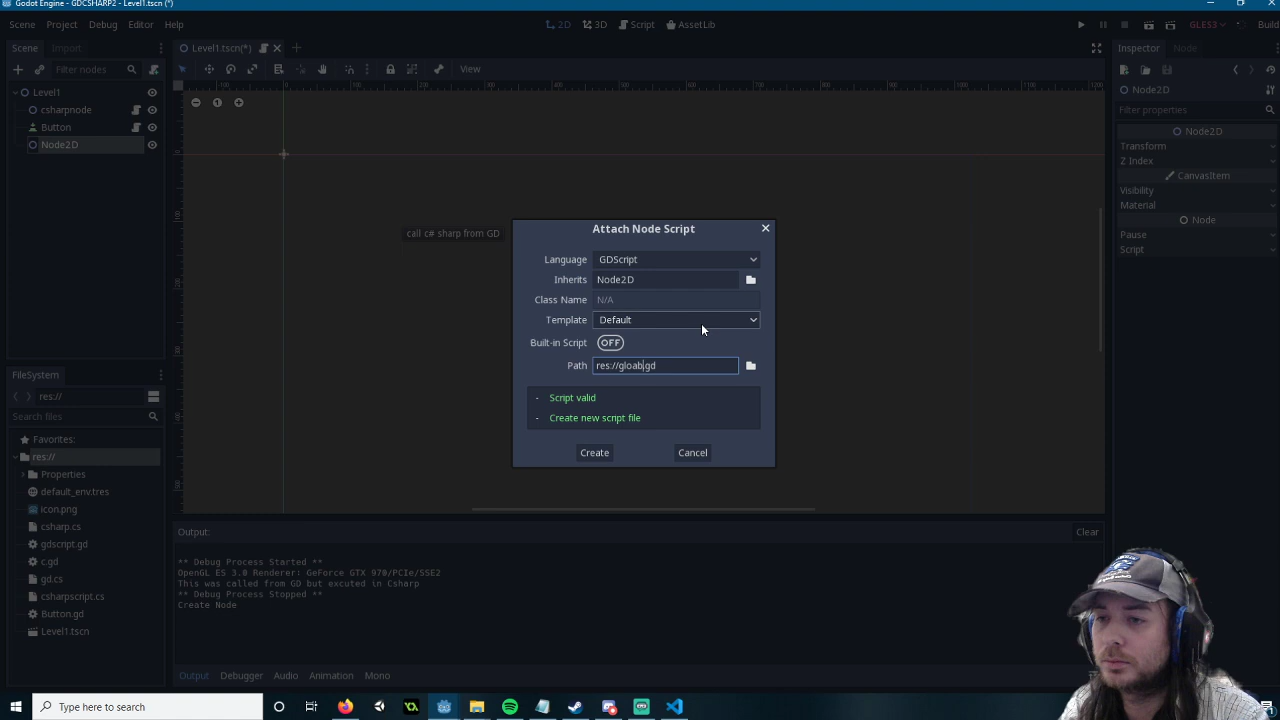 Godot Engine - GDCSHARP2 - Level1.tscn (*)
Scene Project Debug Editor Help
2D 3D Script AssetLib
GLES3 Build
Scene Import
Level1.tscn(*)
Inspector Node
Filter nodes
View
Level1
csharpnode
Button
Node2D
Node2D
Filter properties
Node2D
Transform
Z Index
CanvasItem
Visibility
Material
Node
Pause
Script
call c# sharp from GD
Attach Node Script
Language GDScript
Inherits Node2D
Class Name N/A
Template Default
Built-in Script OFF
Path res://gloab.gd
- Script valid
- Create new script file
Create Cancel
FileSystem
res://
Search files
Favorites:
res://
Properties
default_env.tres
icon.png
csharp.cs
gdscript.gd
c.gd
gd.cs
csharpscript.cs
Button.gd
Level1.tscn
Output: Clear
** Debug Process Started **
OpenGL ES 3.0 Renderer: GeForce GTX 970/PCIe/SSE2
This was called from GD but excuted in Csharp
** Debug Process Stopped **
Create Node
Output Debugger Audio Animation Mono
Type here to search